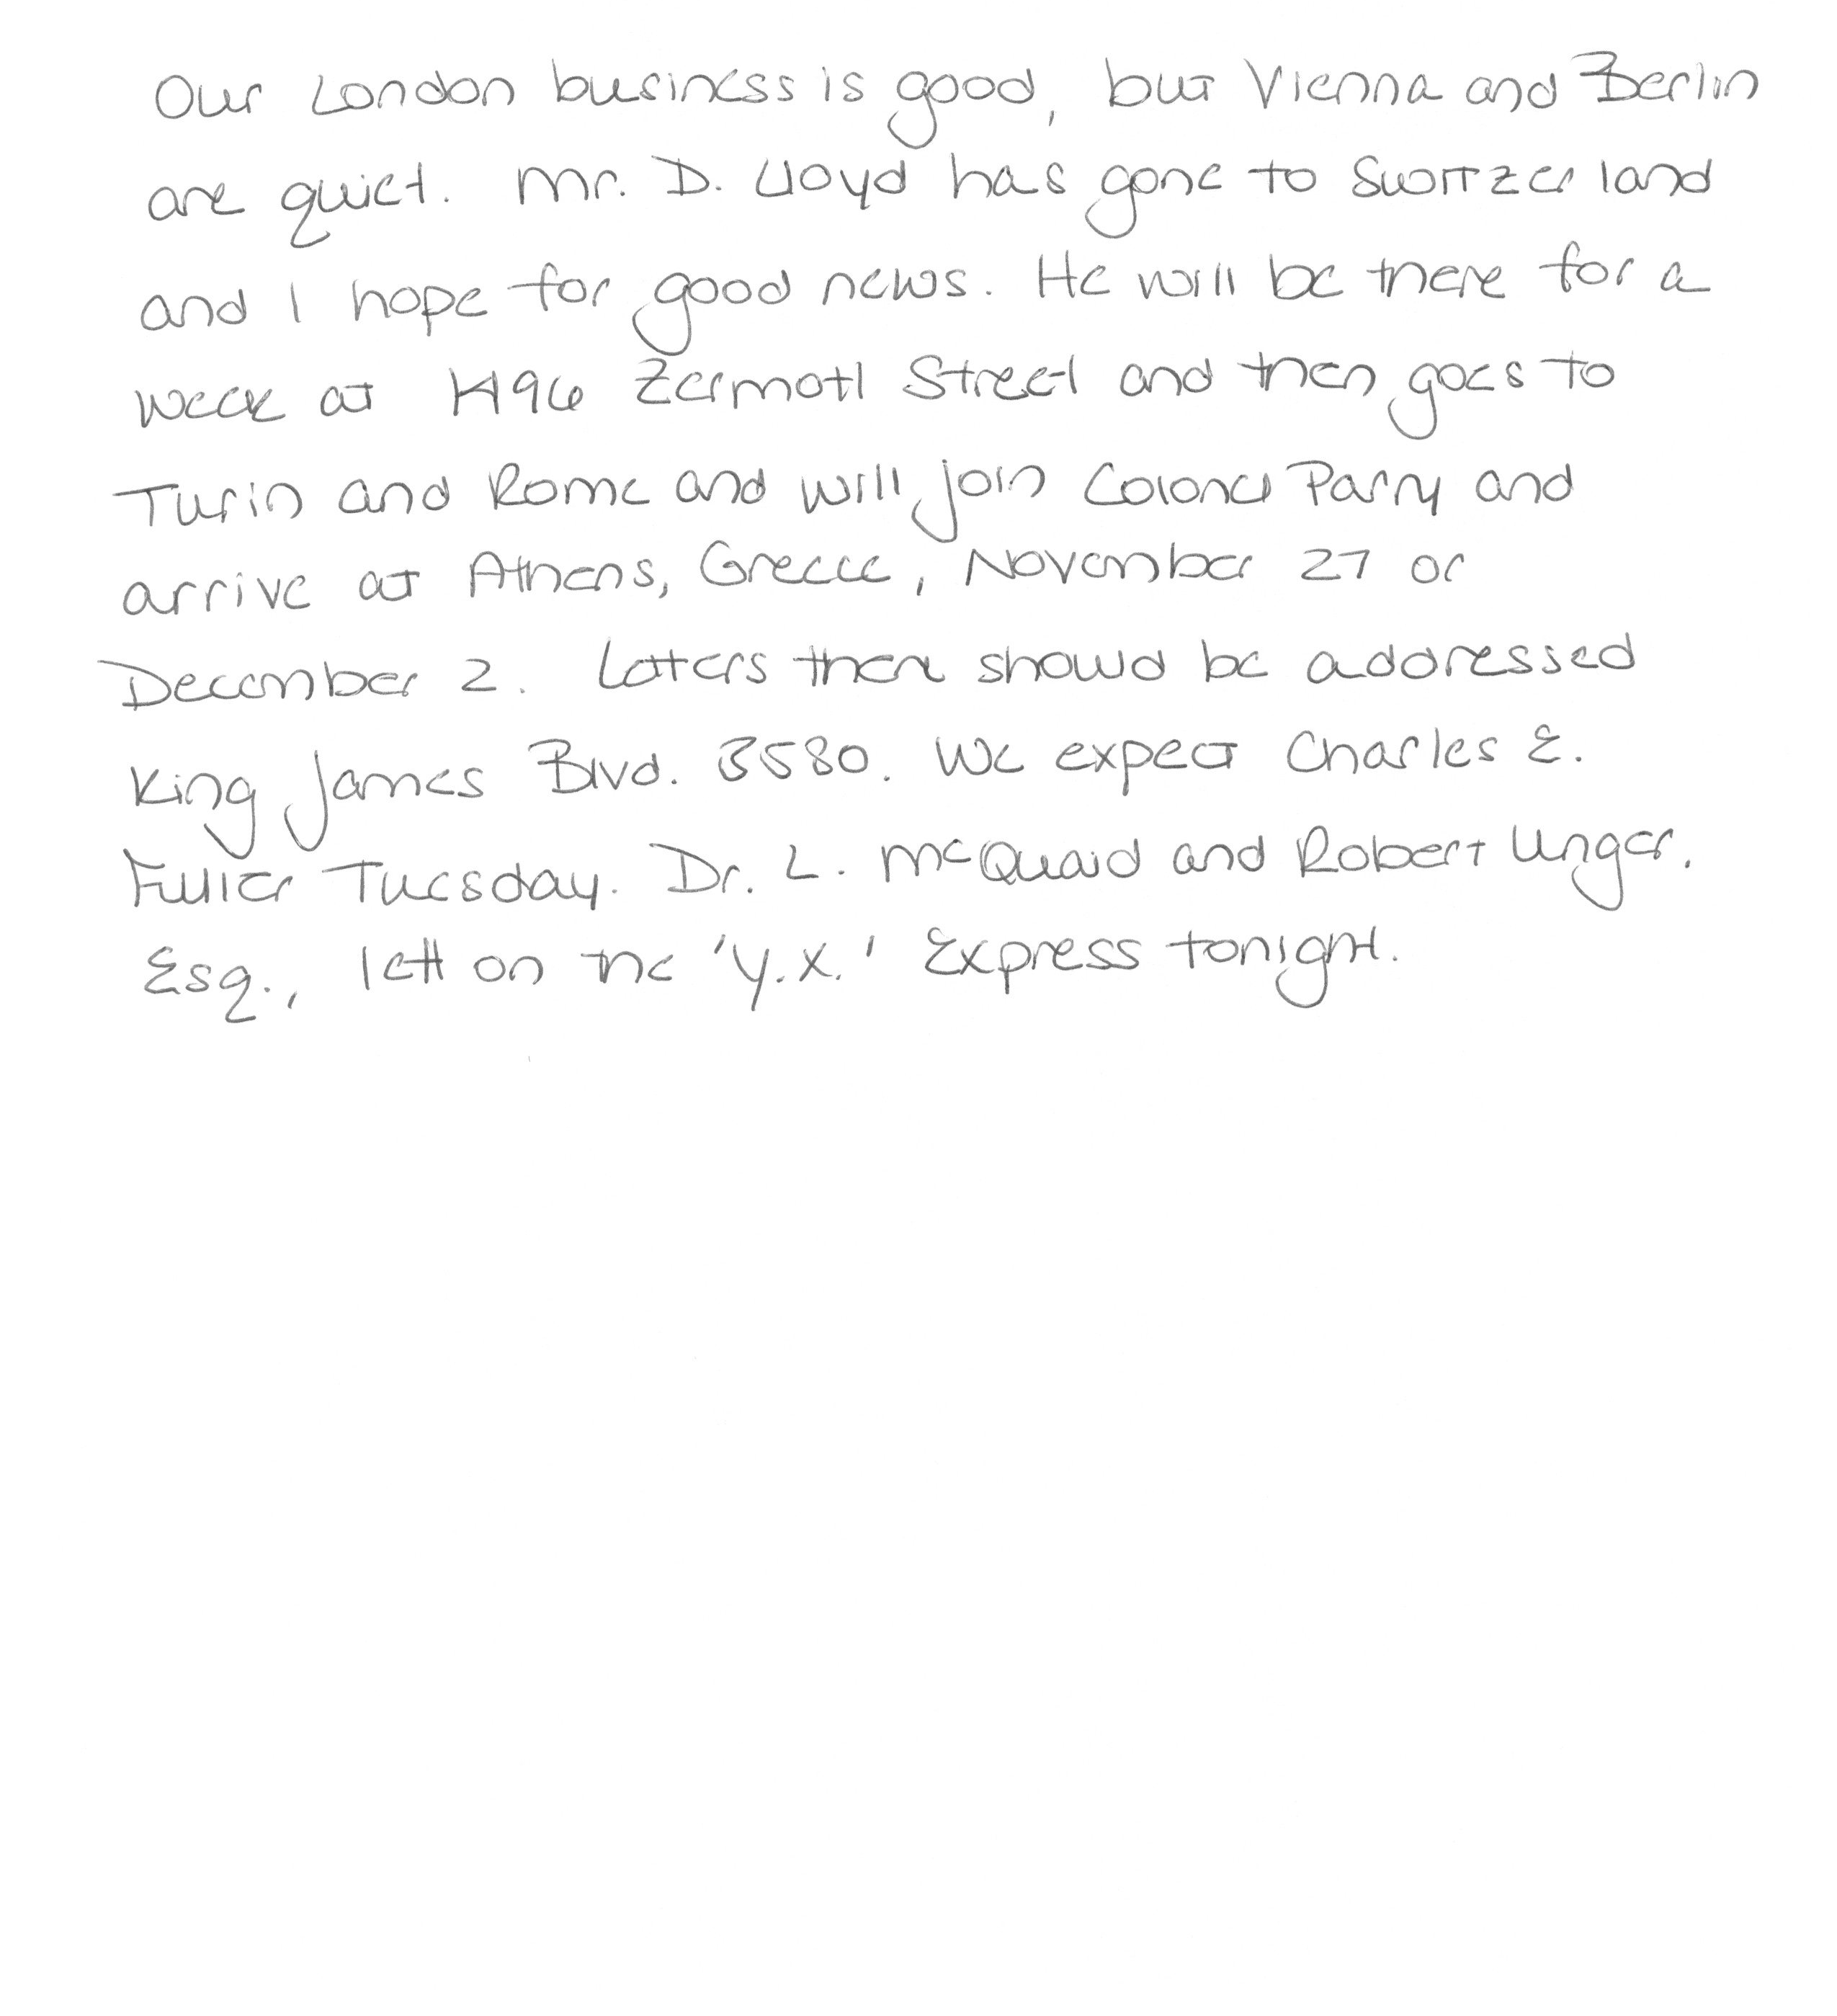 Our London business is good, but Vienna and Berlin
are quiet. Mr. D. Lloyd has gone to Switzerland
and I hope for good news. He will be there for a
week at 1496 Zermott Street and then goes to
Turin and Rome and will join Colonel Parry and
arrive at Athens, Greece, November 27 or
December 2. Letters there should be addressed
King James Blvd. 3580. We expect Charles E.
Fuller Tuesday. Dr. L. McQuaid and Robert Unger,
Esq., left on the 'Y.X.' Express tonight.